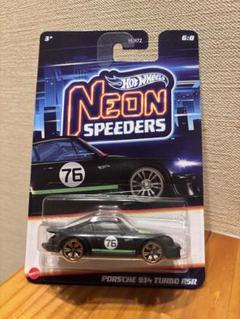 3+
6/8
HOT WHEELS
NEON
SPEEDERS
76
76
PORSCHE 934 TURBO RSR